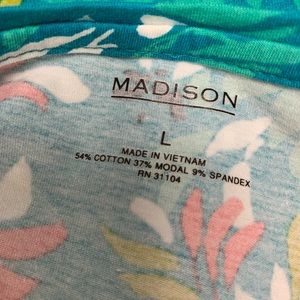 MADISON
L
MADE IN VIETNAM
54% COTTON 37% MODAL 9% SPANDEX
RN 31104